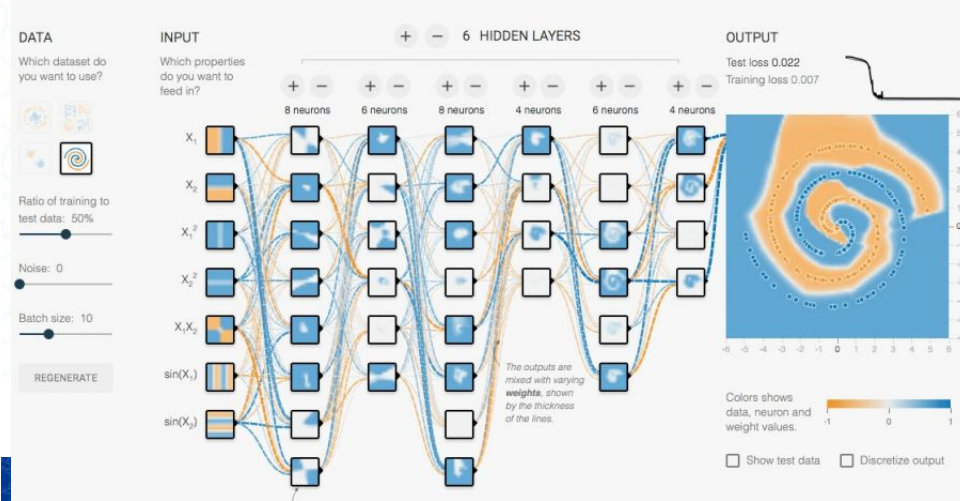 DATA
Which dataset do
you want to use?
Ratio of training to
test data: 50%
Noise: 0
Batch size: 10
REGENERATE
INPUT
Which properties
do you want to
feed in?
X₁
X₂
X₁²
X₂²
X₁X₂
sin(X₁)
sin(X₂)
+ − 6 HIDDEN LAYERS
+ − + − + − + − + − + −
8 neurons 6 neurons 8 neurons 4 neurons 6 neurons 4 neurons
The outputs are
mixed with varying
weights, shown
by the thickness
of the lines.
OUTPUT
Test loss 0.022
Training loss 0.007
-6 -5 -4 -3 -2 -1 0 1 2 3 4 5 6
Colors shows
data, neuron and
weight values.
-1 0 1
Show test data Discretize output